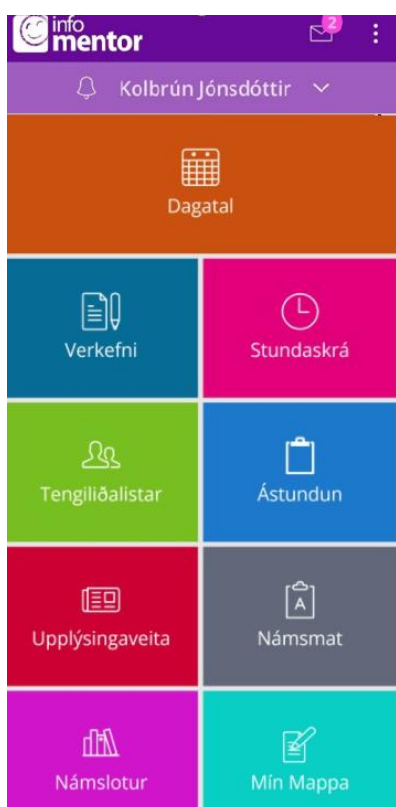 info
mentor
2
Kolbrún Jónsdóttir
Dagatal
Verkefni
Stundaskrá
Tengiliðalistar
Ástundun
A
Upplýsingaveita
Námsmat
Námslotur
Mín Mappa